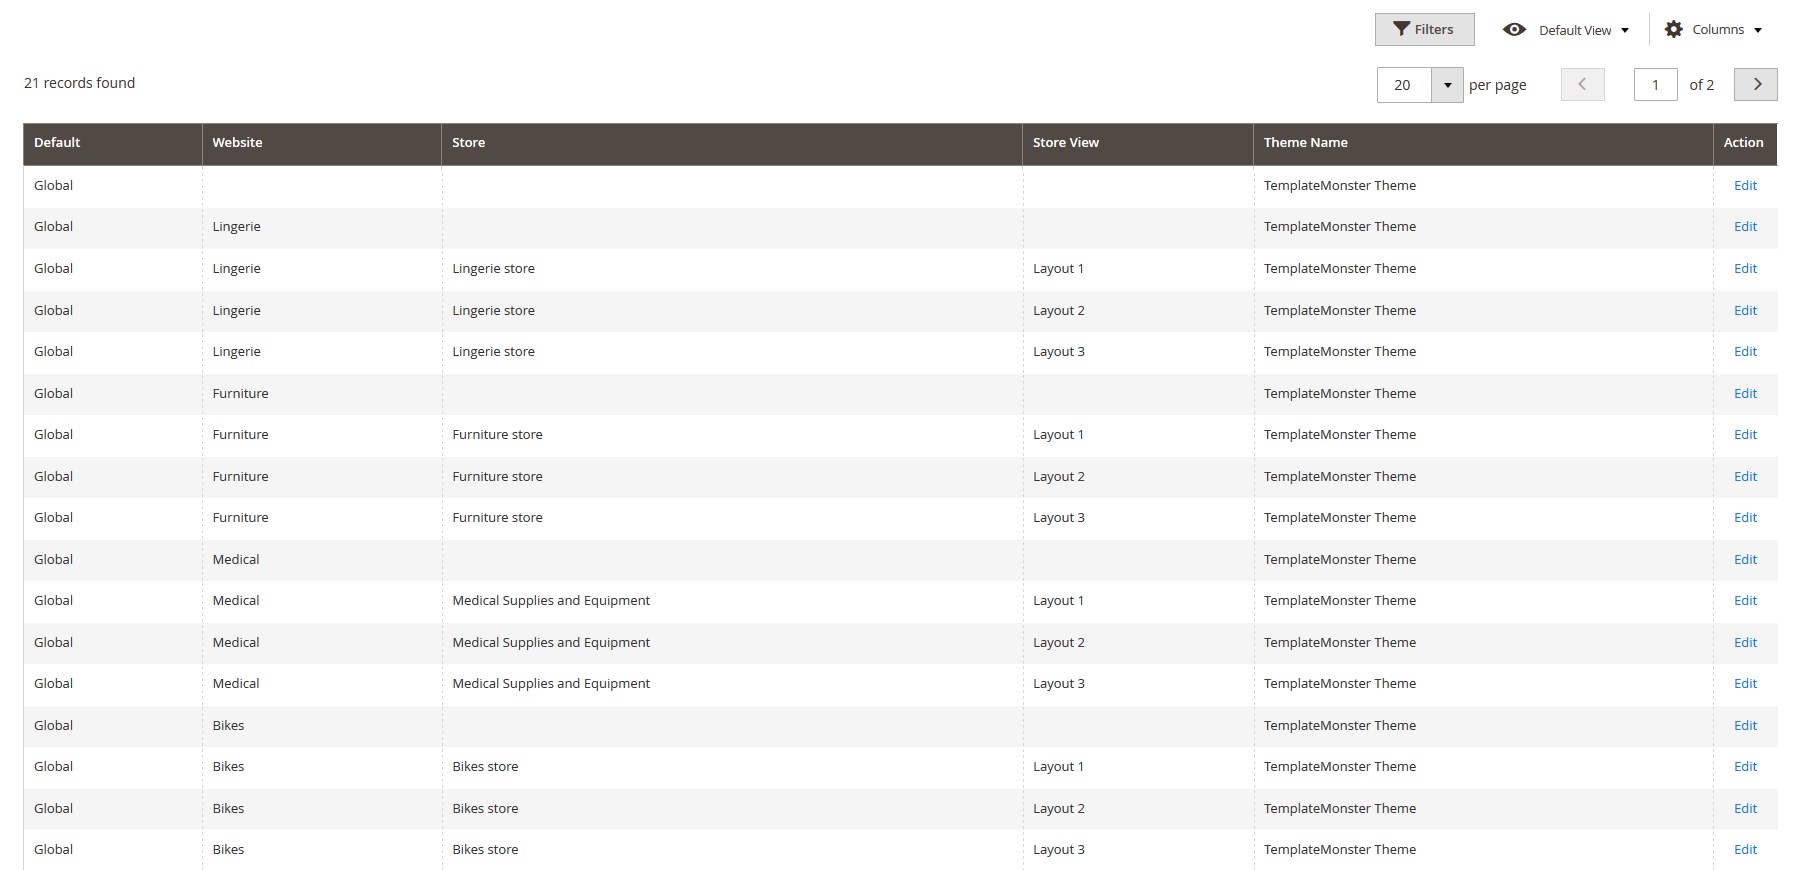 Filters Default View Columns
21 records found 20 per page 1 of 2
Default Website Store Store View Theme Name Action
Global TemplateMonster Theme Edit
Global Lingerie TemplateMonster Theme Edit
Global Lingerie Lingerie store Layout 1 TemplateMonster Theme Edit
Global Lingerie Lingerie store Layout 2 TemplateMonster Theme Edit
Global Lingerie Lingerie store Layout 3 TemplateMonster Theme Edit
Global Furniture TemplateMonster Theme Edit
Global Furniture Furniture store Layout 1 TemplateMonster Theme Edit
Global Furniture Furniture store Layout 2 TemplateMonster Theme Edit
Global Furniture Furniture store Layout 3 TemplateMonster Theme Edit
Global Medical TemplateMonster Theme Edit
Global Medical Medical Supplies and Equipment Layout 1 TemplateMonster Theme Edit
Global Medical Medical Supplies and Equipment Layout 2 TemplateMonster Theme Edit
Global Medical Medical Supplies and Equipment Layout 3 TemplateMonster Theme Edit
Global Bikes TemplateMonster Theme Edit
Global Bikes Bikes store Layout 1 TemplateMonster Theme Edit
Global Bikes Bikes store Layout 2 TemplateMonster Theme Edit
Global Bikes Bikes store Layout 3 TemplateMonster Theme Edit